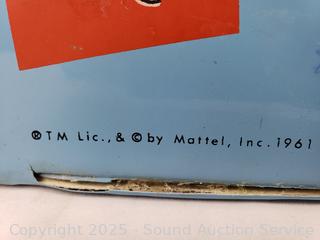 ®TM Lic., & © by Mattel, Inc. 1961
Copyright 2025 - Sound Auction Service